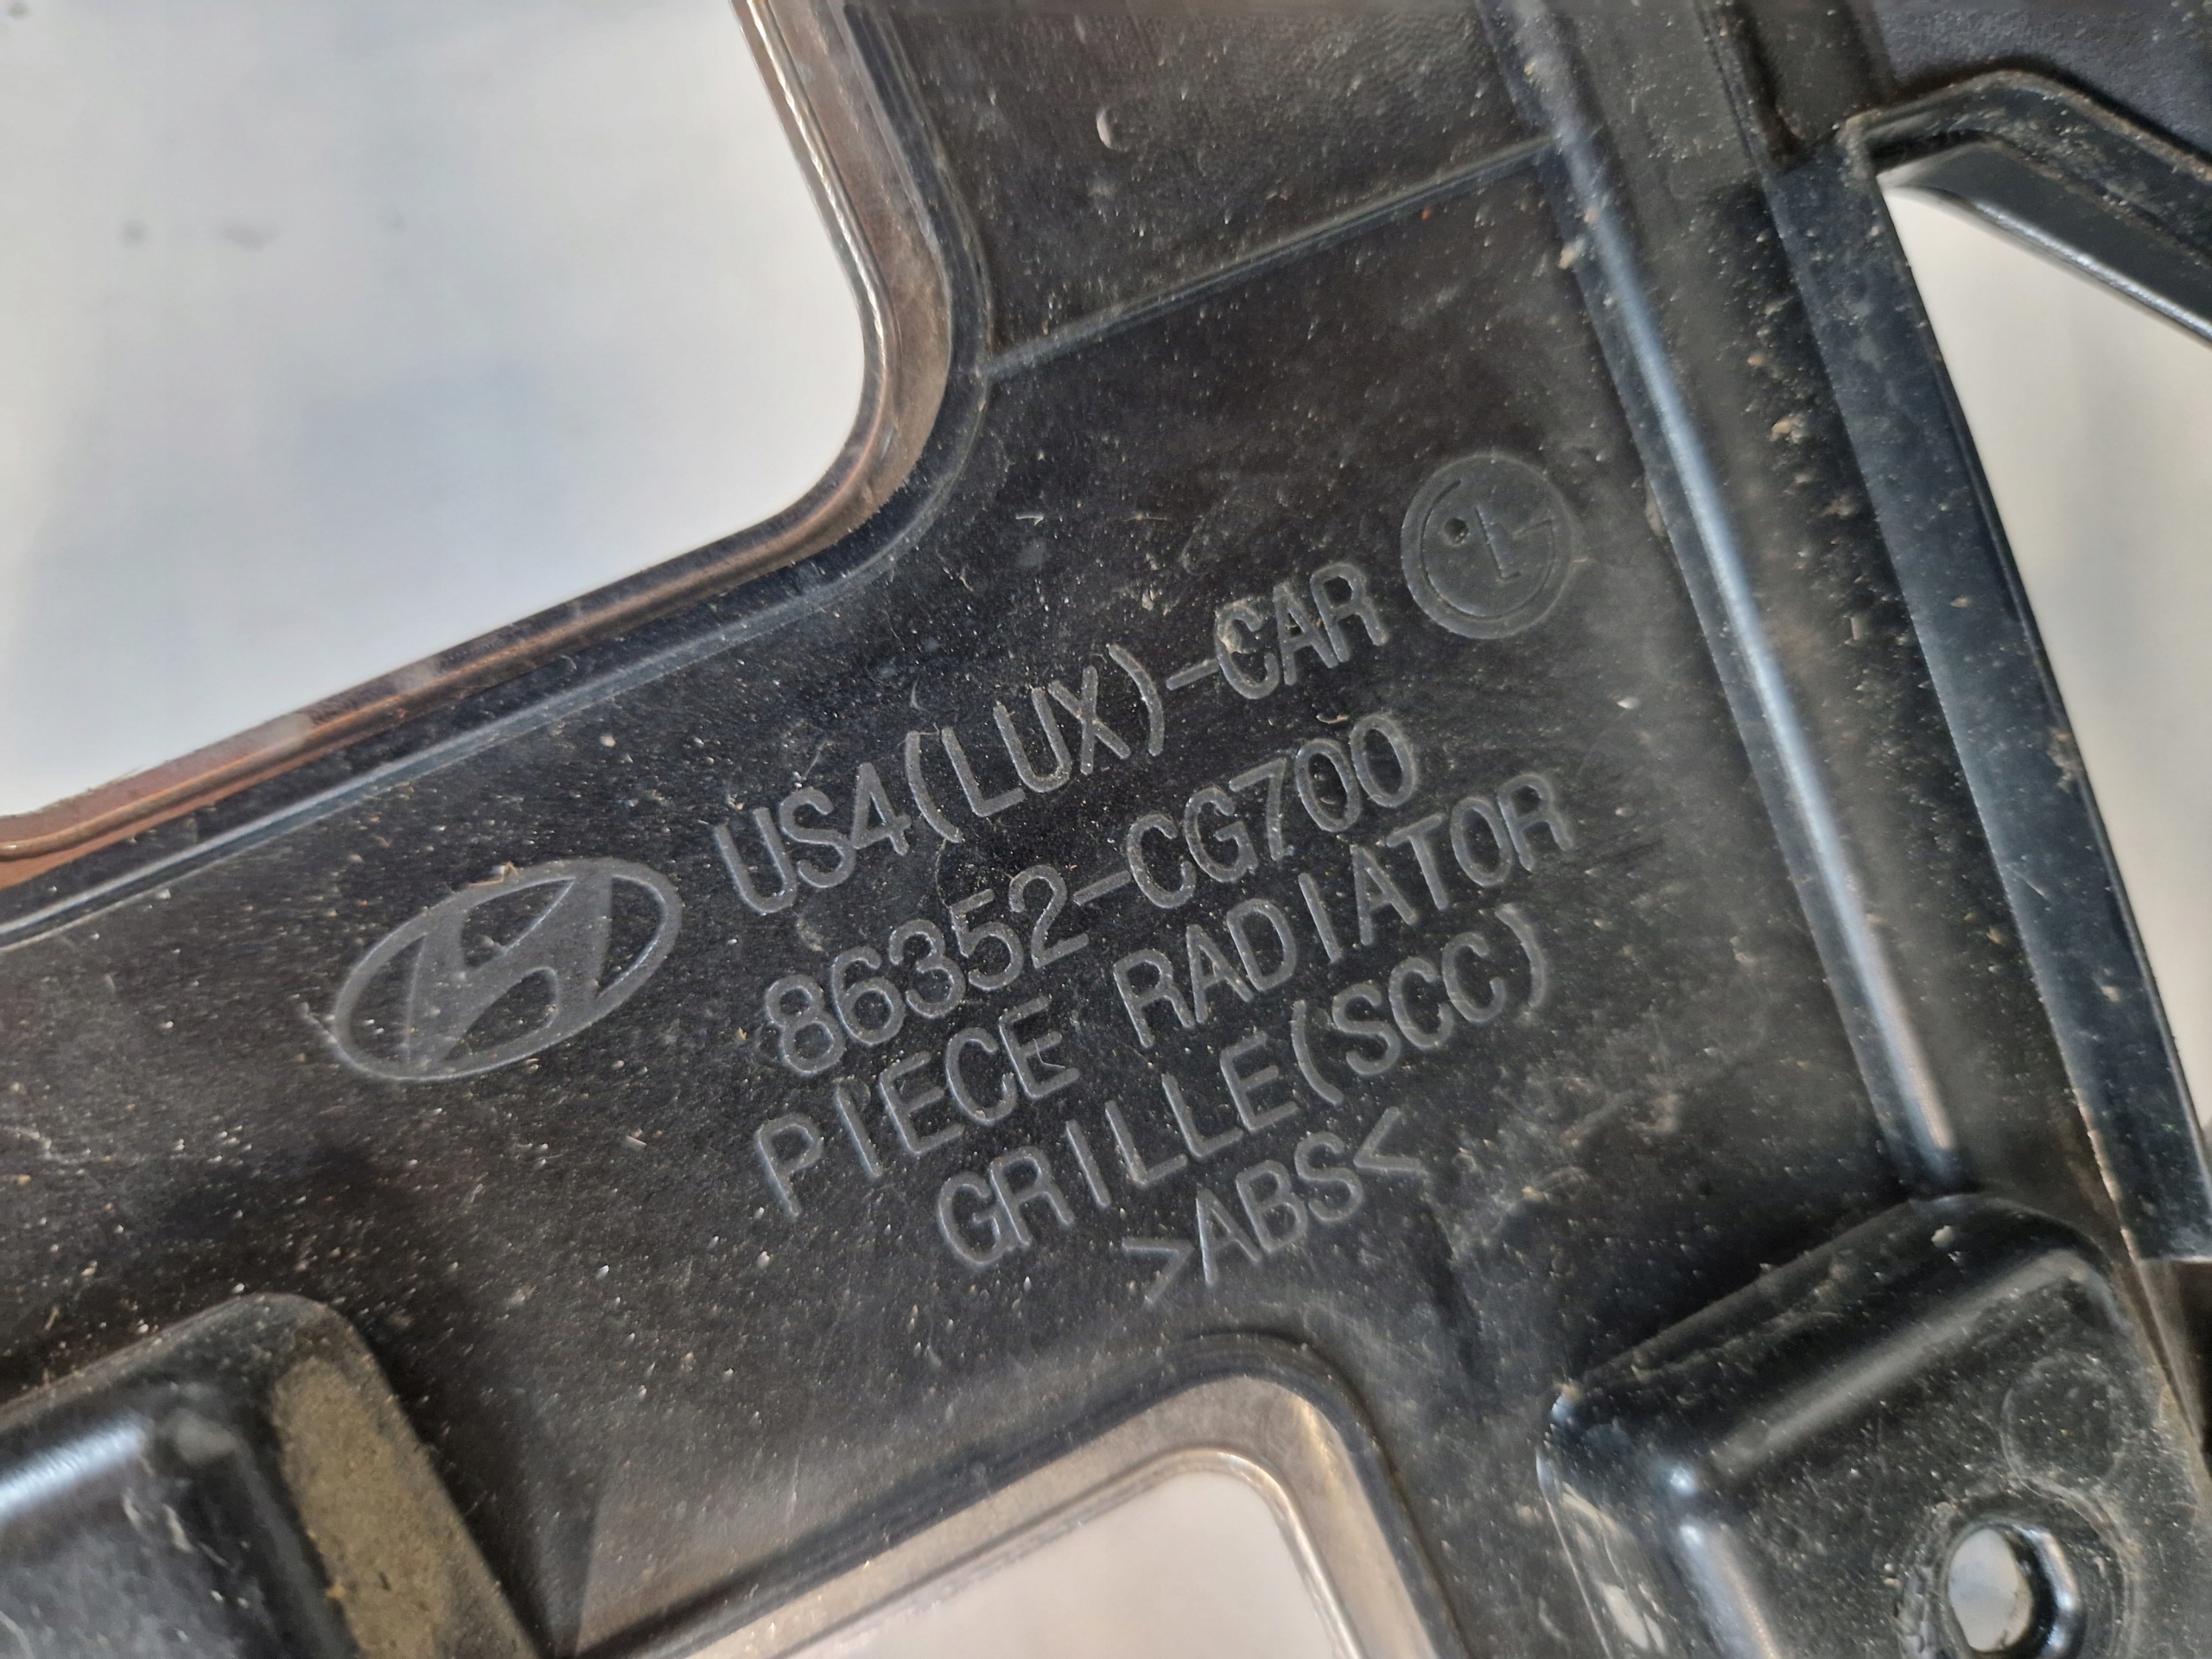 US4(LUX)-CAR
86352-CG700
PIECE RADIATOR
GRILLE(SCC)
>ABS<